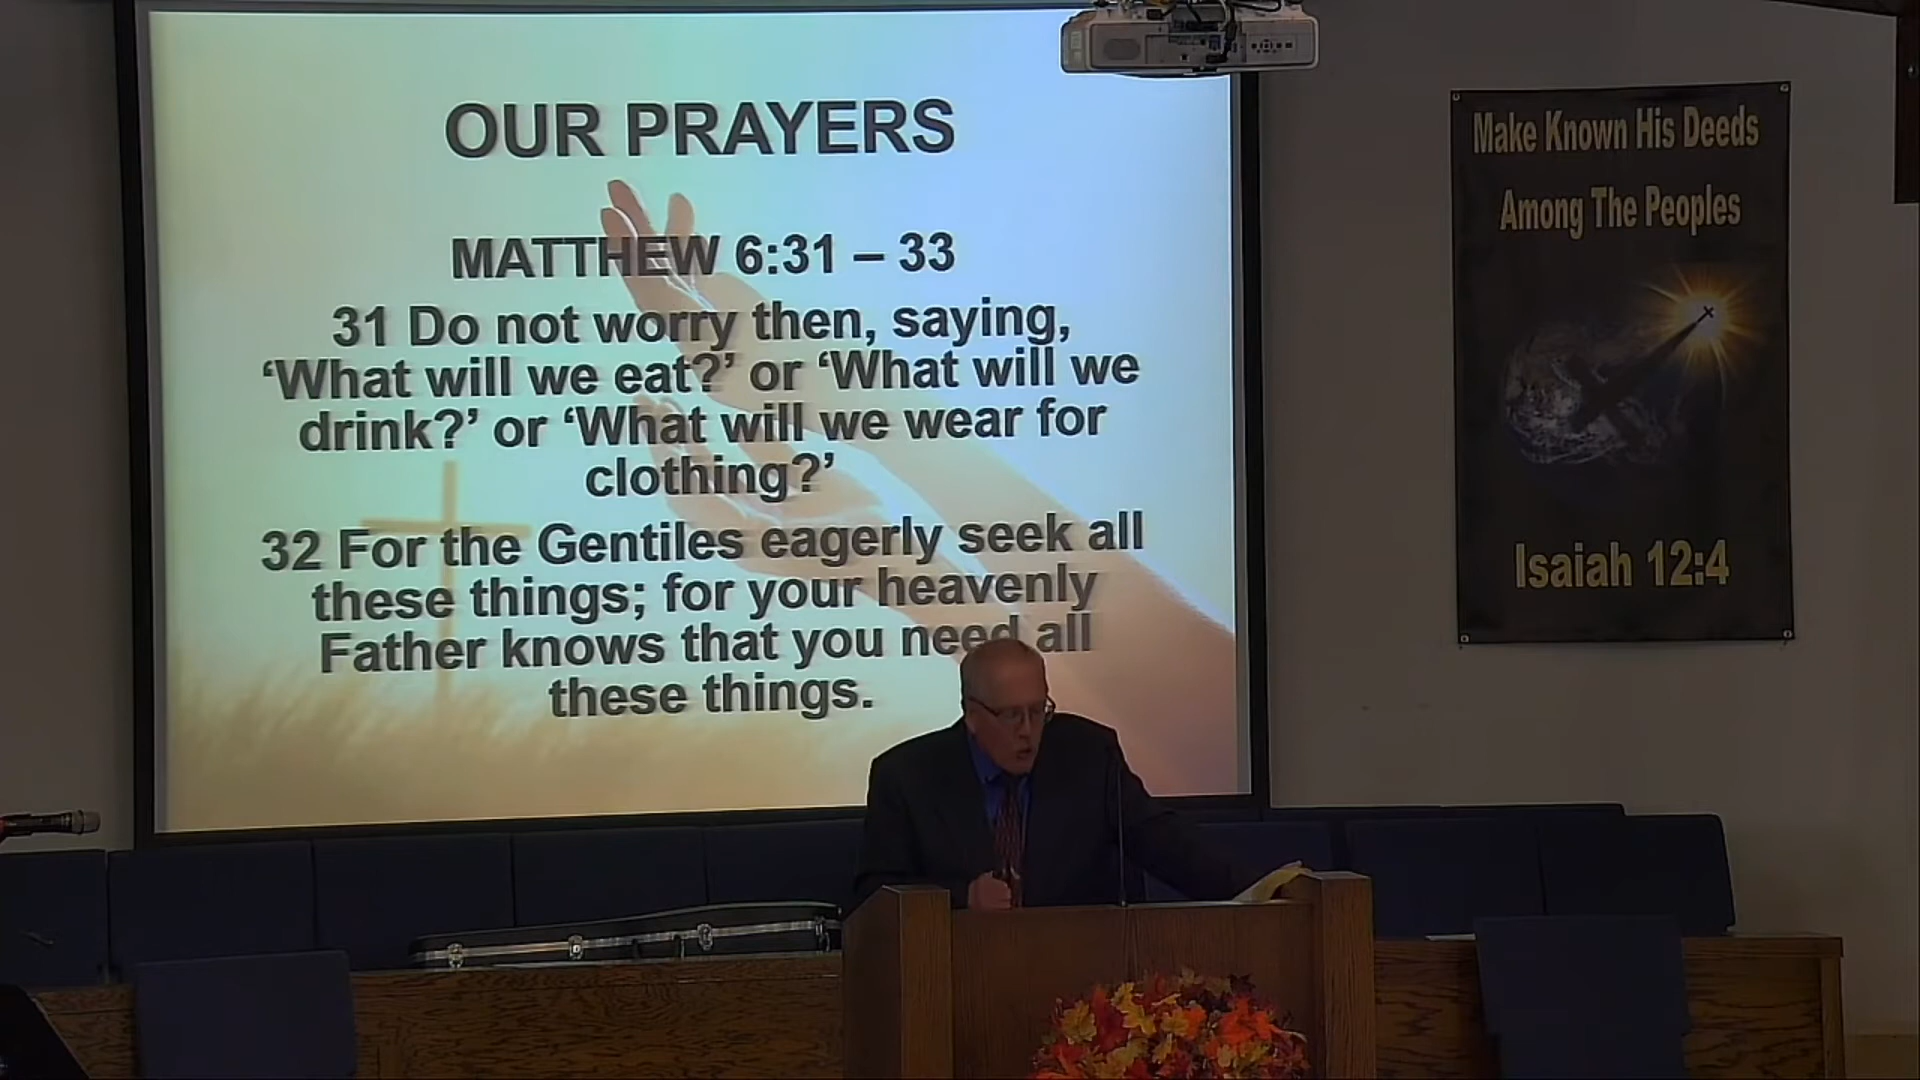 OUR PRAYERS
MATTHEW 6:31 – 33
31 Do not worry then, saying,
‘What will we eat?’ or ‘What will we
drink?’ or ‘What will we wear for
clothing?’
32 For the Gentiles eagerly seek all
these things; for your heavenly
Father knows that you need all
these things.
Make Known His Deeds
Among The Peoples
Isaiah 12:4